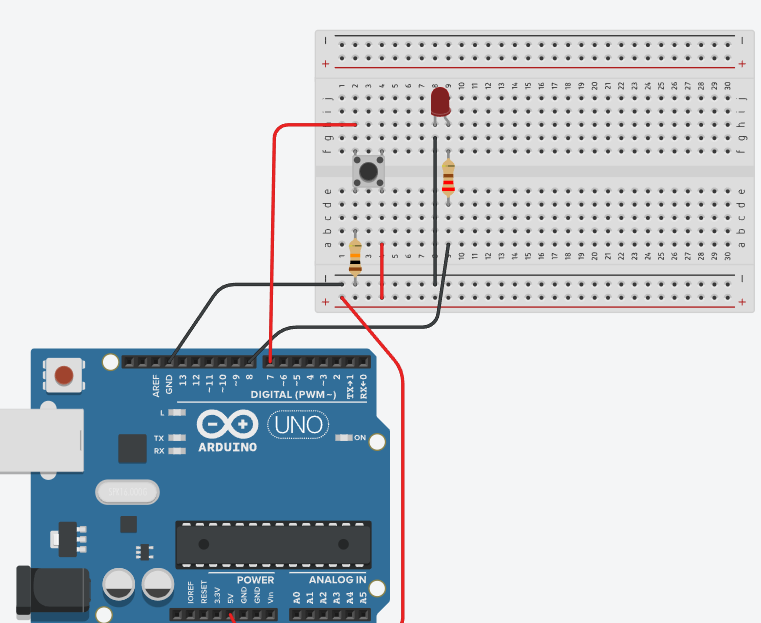 − −
+ +
1 2 3 4 5 6 7 8 9 10 11 12 13 14 15 16 17 18 19 20 21 22 23 24 25 26 27 28 29 30
j j
i i
h h
g g
f f
e e
d d
c c
b b
a a
1 2 3 4 5 6 7 8 9 10 11 12 13 14 15 16 17 18 19 20 21 22 23 24 25 26 27 28 29 30
− −
+ +
AREF GND 13 12 ~11 ~10 ~9 8 7 ~6 ~5 4 ~3 2 TX→1 RX←0
DIGITAL (PWM~)
L
TX
RX
ARDUINO
UNO
ON
POWER
ANALOG IN
IOREF RESET 3.3V 5V GND GND Vin A0 A1 A2 A3 A4 A5